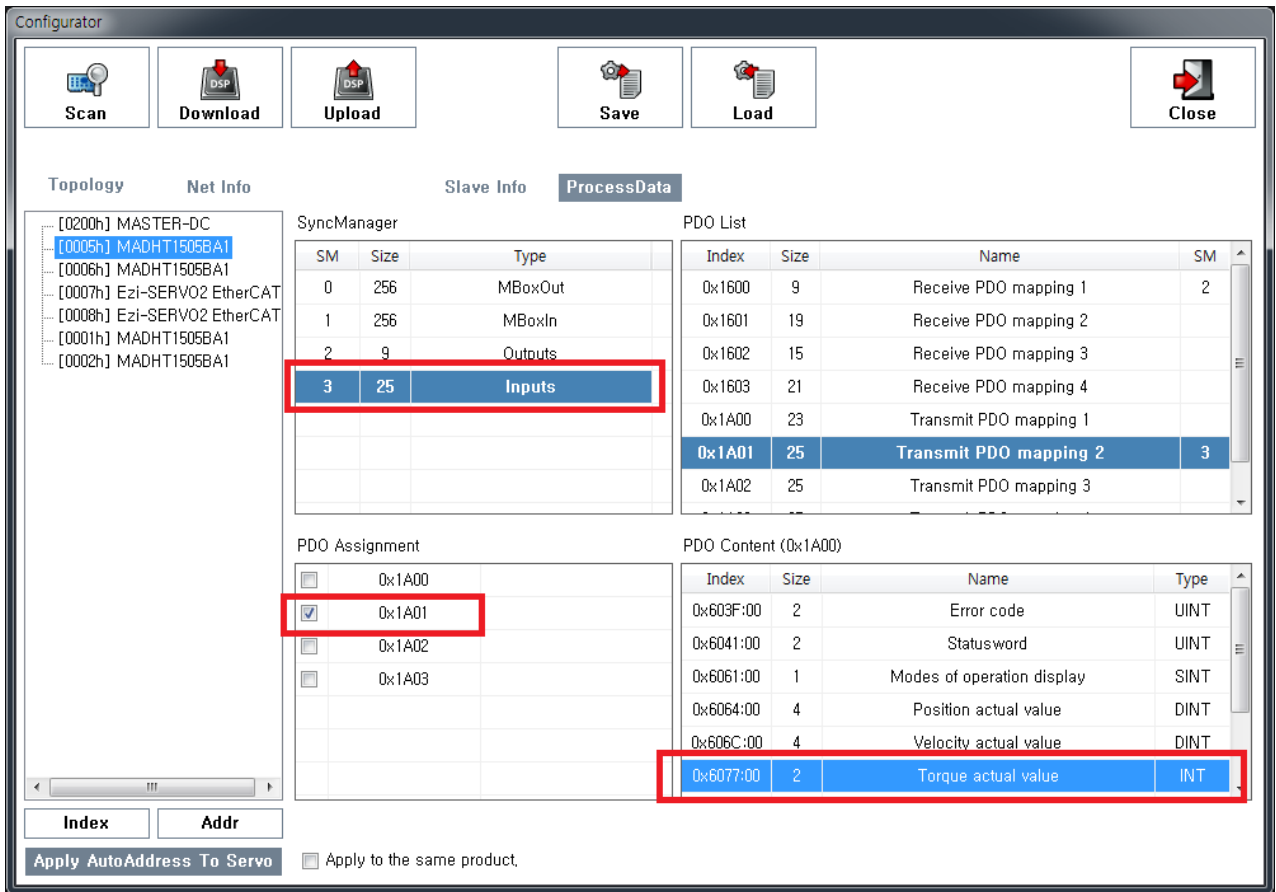 Configurator
Scan
Download
Upload
Save
Load
Close
Topology Net Info Slave Info ProcessData
[0200h] MASTER-DC
[0005h] MADHT1505BA1
[0006h] MADHT1505BA1
[0007h] Ezi-SERVO2 EtherCAT
[0008h] Ezi-SERVO2 EtherCAT
[0001h] MADHT1505BA1
[0002h] MADHT1505BA1
Index Addr
Apply AutoAddress To Servo
SyncManager
SM Size Type
0 256 MBoxOut
1 256 MBoxIn
2 9 Outputs
3 25 Inputs
PDO List
Index Size Name SM
0x1600 9 Receive PDO mapping 1 2
0x1601 19 Receive PDO mapping 2
0x1602 15 Receive PDO mapping 3
0x1603 21 Receive PDO mapping 4
0x1A00 23 Transmit PDO mapping 1
0x1A01 25 Transmit PDO mapping 2 3
0x1A02 25 Transmit PDO mapping 3
PDO Assignment
0x1A00
0x1A01
0x1A02
0x1A03
PDO Content (0x1A00)
Index Size Name Type
0x603F:00 2 Error code UINT
0x6041:00 2 Statusword UINT
0x6061:00 1 Modes of operation display SINT
0x6064:00 4 Position actual value DINT
0x606C:00 4 Velocity actual value DINT
0x6077:00 2 Torque actual value INT
Apply to the same product,